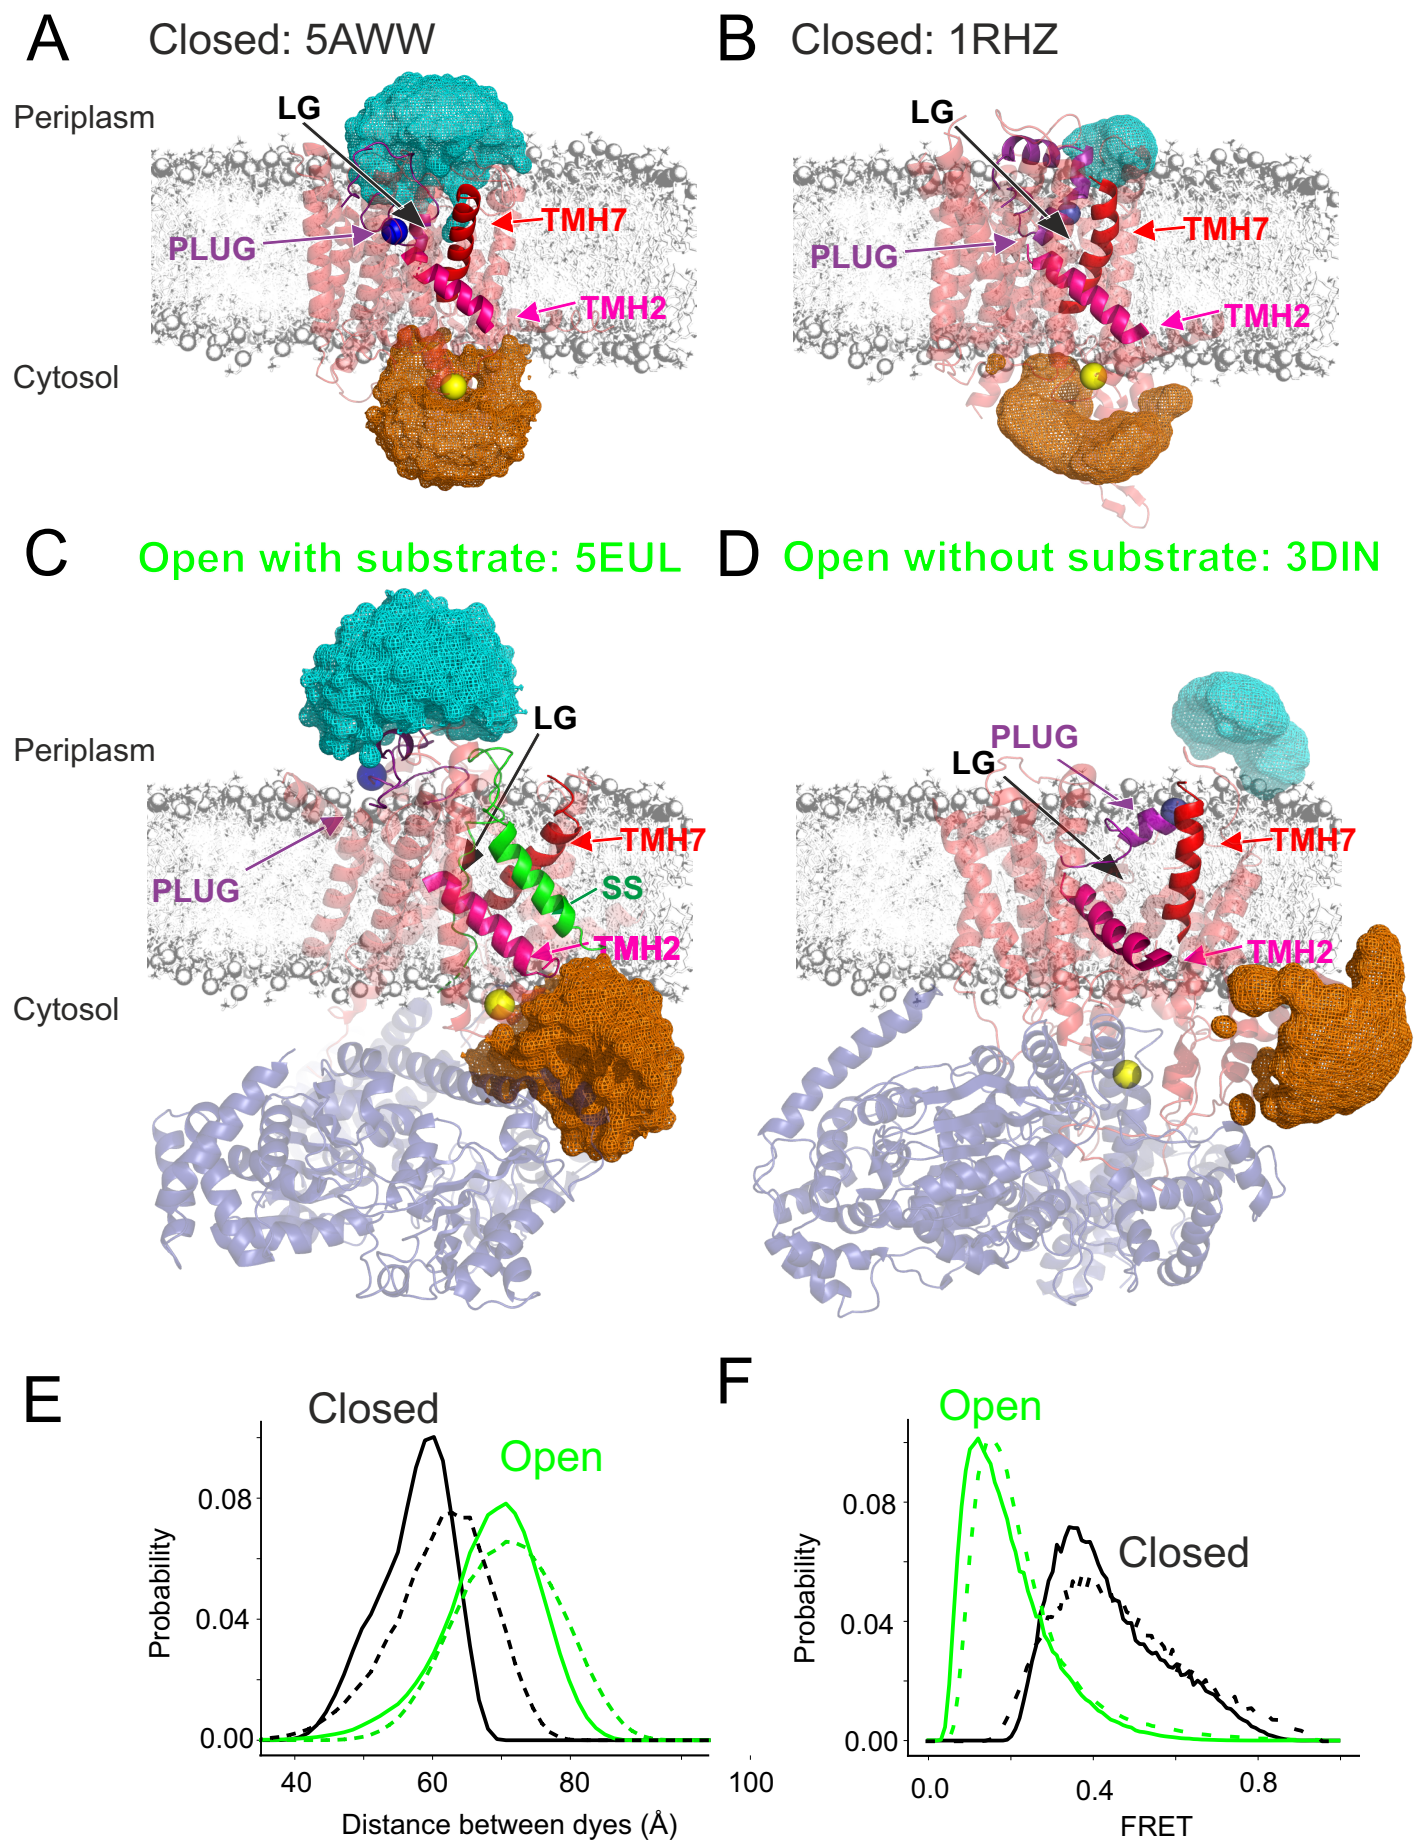 A
Closed: 5AWW
B
Closed: 1RHZ
Periplasm
LG
LG
TMH7
TMH7
PLUG
PLUG
TMH2
TMH2
Cytosol
C
Open with substrate: 5EUL
D
Open without substrate: 3DIN
LG
PLUG
Periplasm
LG
TMH7
TMH7
PLUG
SS
TMH2
TMH2
Cytosol
E
Closed
Open
0.08
0.04
0.00
Probability
40 60 80 100
Distance between dyes (Å)
F
Open
Closed
0.08
0.04
0.00
Probability
0.0 0.4 0.8
FRET